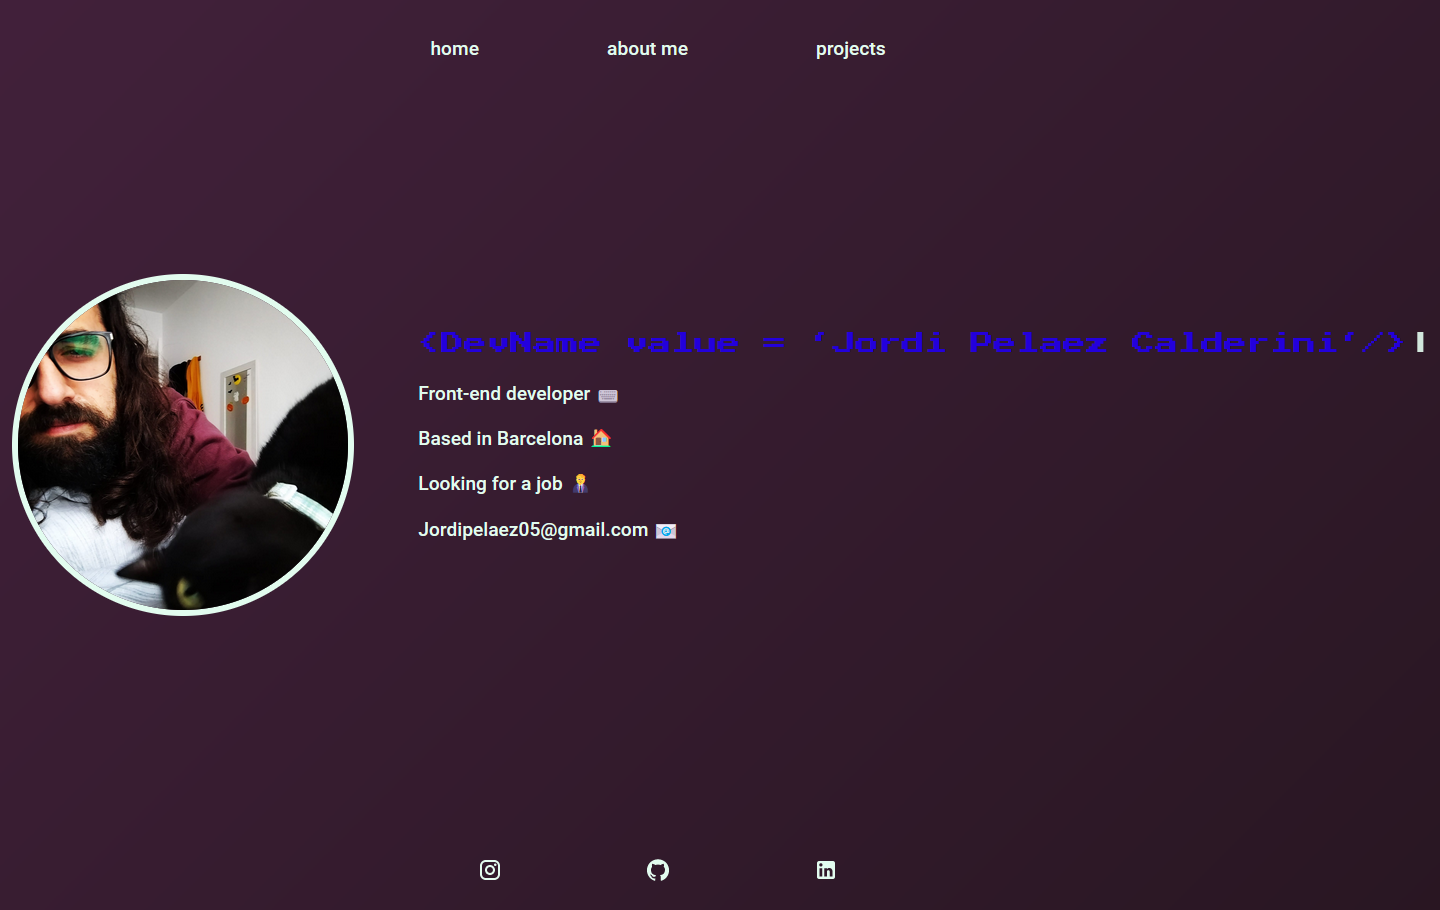 home about me projects
<DevName value = 'Jordi Pelaez Calderini'/>
Front-end developer
Based in Barcelona
Looking for a job
Jordipelaez05@gmail.com